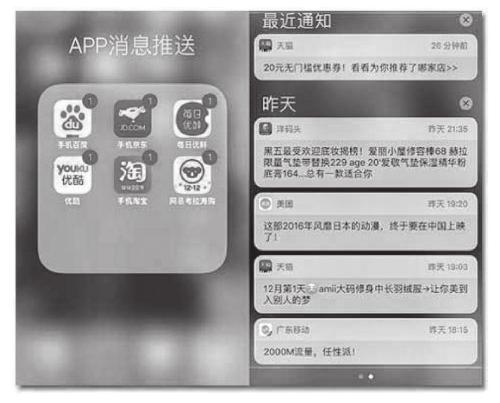 APP消息推送
1
1
1
du
JD.COM
每日
优鲜
手机百度
手机京东
每日优鲜
1
1
1
YOUKU
优酷
淘
12·12
优酷
手机淘宝
网易考拉海购
最近通知
天猫
26 分钟前
20元无门槛优惠券！看看为你推荐了哪家店>>
昨天
洋码头
昨天 21:35
黑五最受欢迎底妆揭榜！爱丽小屋修容棒68 赫拉
限量气垫带替换229 age 20'爱敬气垫保湿精华粉
底膏164...总有一款适合你
美团
昨天 19:20
这部2016年风靡日本的动漫，终于要在中国上映
了！
天猫
昨天 19:03
12月第1天 amii大码修身中长羽绒服→让你美到
入别人的梦
广东移动
昨天 18:15
2000M流量，任性派！